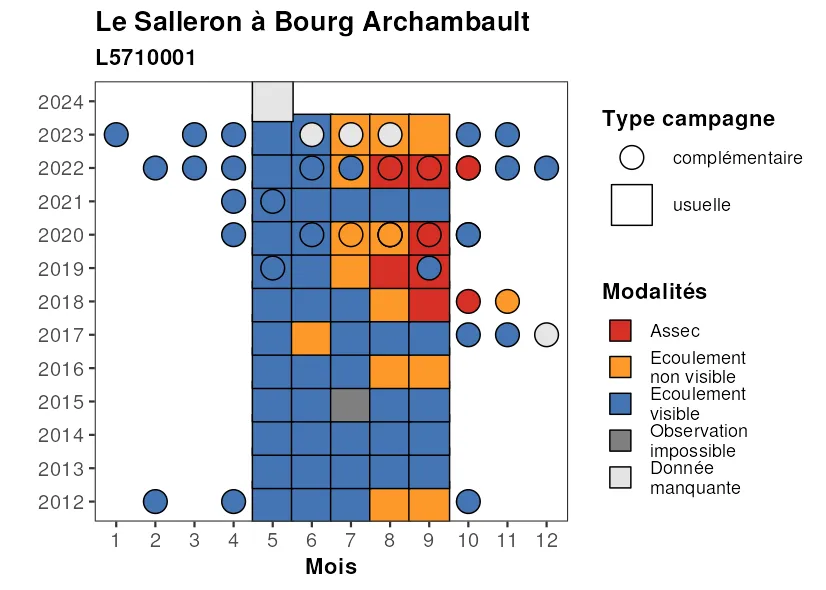 Le Salleron à Bourg Archambault
L5710001
2024
2023
2022
2021
2020
2019
2018
2017
2016
2015
2014
2013
2012
1 2 3 4 5 6 7 8 9 10 11 12
Mois
Type campagne
complémentaire
usuelle
Modalités
Assec
Ecoulement
non visible
Ecoulement
visible
Observation
impossible
Donnée
manquante